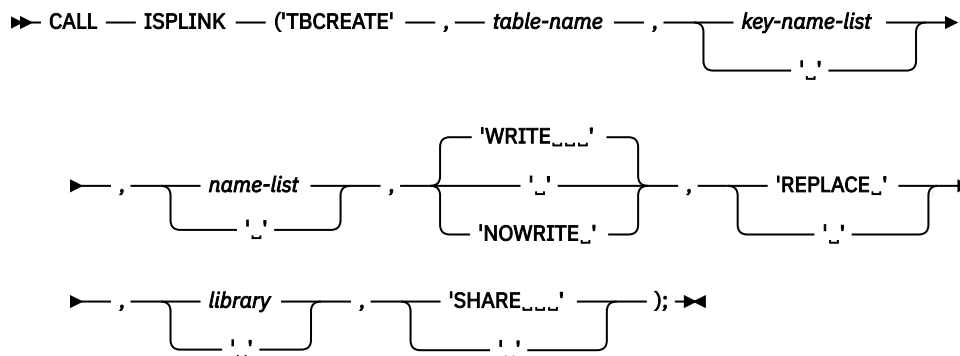 CALL ISPLINK ('TBCREATE' , table-name , key-name-list
'␣'
'WRITE␣␣␣'
, name-list , '␣' , 'REPLACE␣'
'␣' 'NOWRITE␣' '␣'
, library , 'SHARE␣␣␣' );
'␣' '␣'